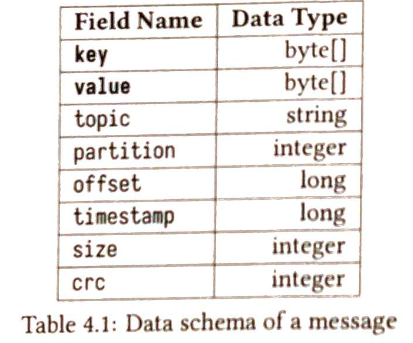 Field Name Data Type
key byte[]
value byte[]
topic string
partition integer
offset long
timestamp long
size integer
crc integer
Table 4.1: Data schema of a message